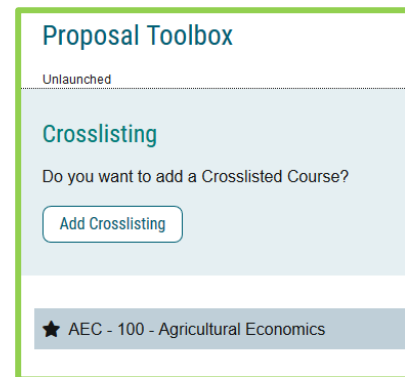 Proposal Toolbox
Unlaunched
Crosslisting
Do you want to add a Crosslisted Course?
Add Crosslisting
AEC - 100 - Agricultural Economics